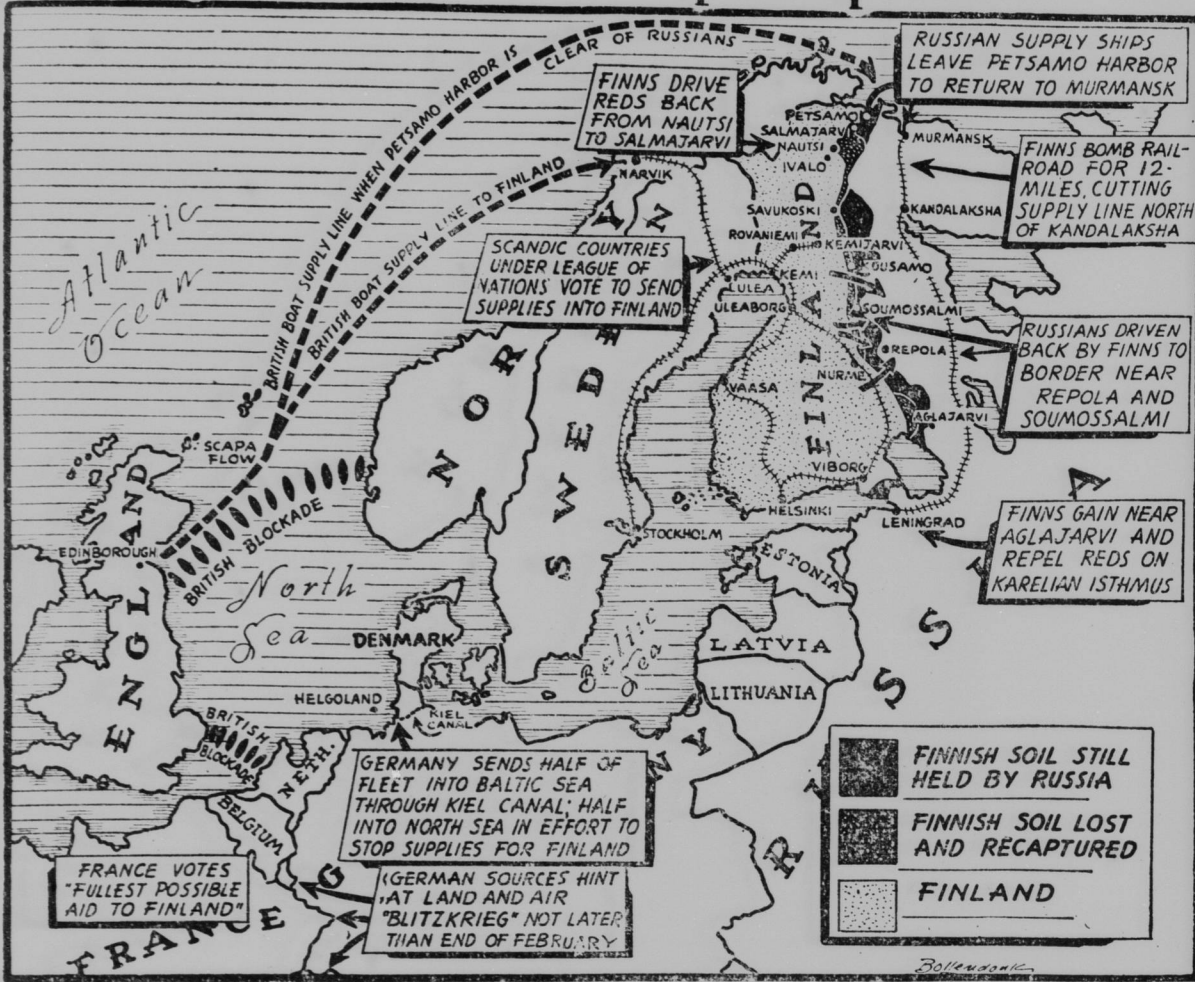 BRITISH BOAT SUPPLY LINE WHEN PETSAMO HARBOR IS CLEAR OF RUSSIANS
RUSSIAN SUPPLY SHIPS
LEAVE PETSAMO HARBOR
TO RETURN TO MURMANSK
FINNS DRIVE
REDS BACK
FROM NAUTSI
TO SALMAJARVI
PETSAMO
SALMAJARVI
NAUTSI
IVALO
MURMANSK
FINNS BOMB RAIL-
ROAD FOR 12-
MILES, CUTTING
SUPPLY LINE NORTH
OF KANDALAKSHA
BRITISH BOAT SUPPLY LINE TO FINLAND
NARVIK
SAVUKOSKI
KANDALAKSHA
Atlantic
Ocean
SCANDIC COUNTRIES
UNDER LEAGUE OF
NATIONS' VOTE TO SEND
SUPPLIES INTO FINLAND
ROVANIEMI
KEMIJARVI
KEMI
OUSAMO
LULEA
ULEABORG
SOUMOSSALMI
RUSSIANS DRIVEN
BACK BY FINNS TO
BORDER NEAR
REPOLA AND
SOUMOSSALMI
REPOLA
NURME
VAASA
AGLAJARVI
NORWAY
SWEDEN
FINLAND
SCAPA
FLOW
VIBORG
HELSINKI
LENINGRAD
FINNS GAIN NEAR
AGLAJARVI AND
REPEL REDS ON
KARELIAN ISTHMUS
EDINBOROUGH
BRITISH BLOCKADE
STOCKHOLM
ESTONIA
North
Sea
DENMARK
Baltic
Sea
LATVIA
LITHUANIA
ENGLAND
RUSSIA
HELGOLAND
KIEL
CANAL
BRITISH
BLOCKADE
NETH.
BELGIUM
GERMANY SENDS HALF OF
FLEET INTO BALTIC SEA
THROUGH KIEL CANAL; HALF
INTO NORTH SEA IN EFFORT TO
STOP SUPPLIES FOR FINLAND
FINNISH SOIL STILL
HELD BY RUSSIA
FINNISH SOIL LOST
AND RECAPTURED
FINLAND
FRANCE VOTES
"FULLEST POSSIBLE
AID TO FINLAND"
GERMAN SOURCES HINT
AT LAND AND AIR
"BLITZKRIEG" NOT LATER
THAN END OF FEBRUARY
FRANCE
Bollendonk